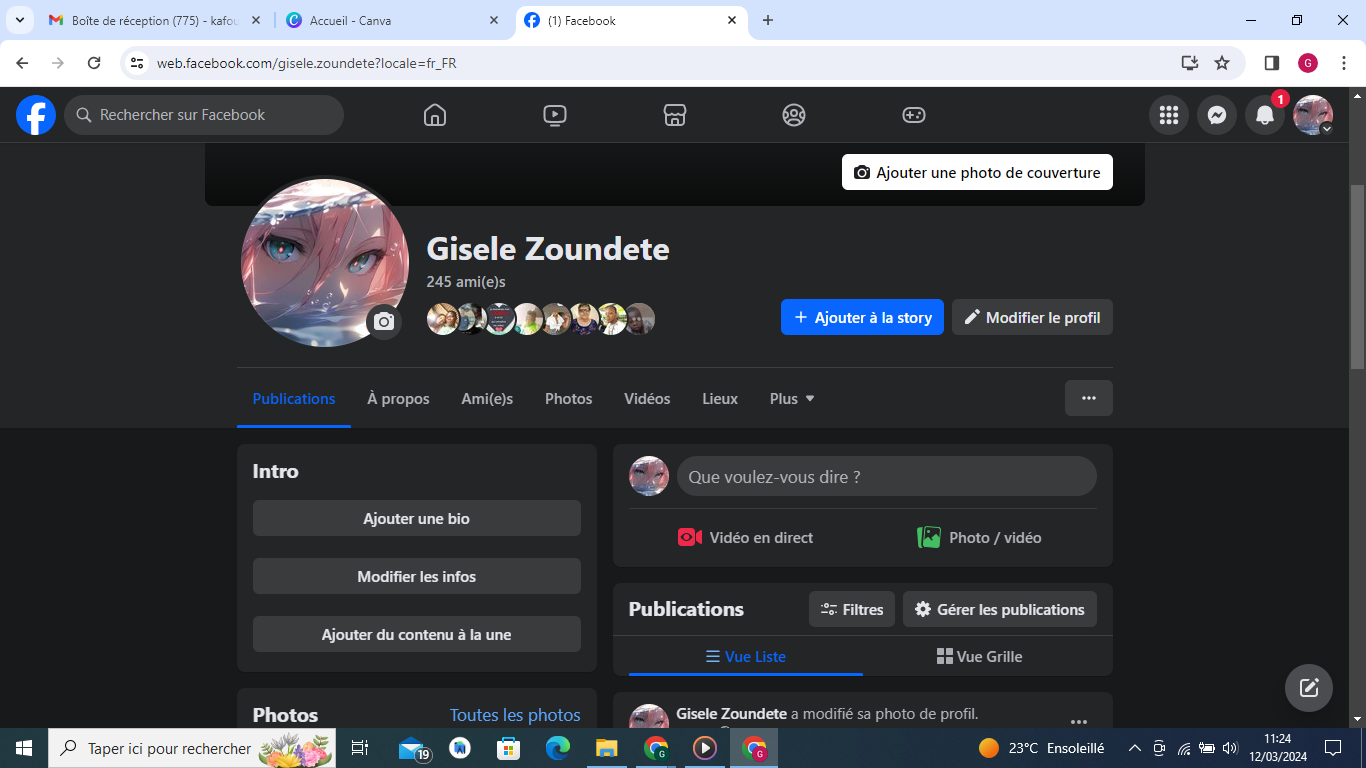 Boîte de réception (775) - kafou
Accueil - Canva
(1) Facebook
web.facebook.com/gisele.zoundete?locale=fr_FR
G
Rechercher sur Facebook
1
Ajouter une photo de couverture
Gisele Zoundete
245 ami(e)s
+ Ajouter à la story
Modifier le profil
Publications
À propos
Ami(e)s
Photos
Vidéos
Lieux
Plus
Intro
Ajouter une bio
Modifier les infos
Ajouter du contenu à la une
Photos
Toutes les photos
Que voulez-vous dire ?
Vidéo en direct
Photo / vidéo
Publications
Filtres
Gérer les publications
Vue Liste
Vue Grille
Gisele Zoundete a modifié sa photo de profil.
Taper ici pour rechercher
19
G
G
23°C Ensoleillé
11:24
12/03/2024